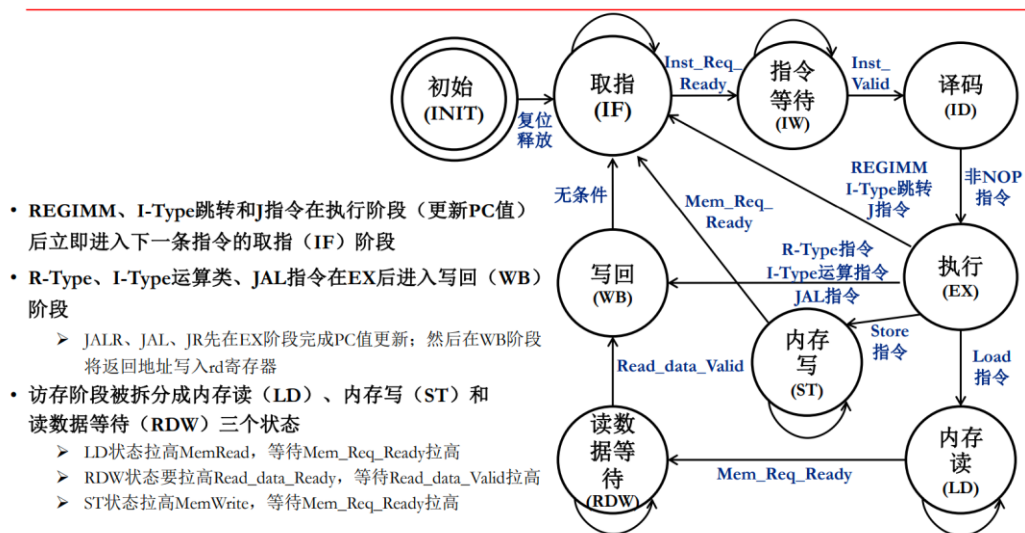 • REGIMM、I-Type跳转和J指令在执行阶段（更新PC值）
后立即进入下一条指令的取指（IF）阶段
• R-Type、I-Type运算类、JAL指令在EX后进入写回（WB）
阶段
➢ JALR、JAL、JR先在EX阶段完成PC值更新；然后在WB阶段
将返回地址写入rd寄存器
• 访存阶段被拆分成内存读（LD）、内存写（ST）和
读数据等待（RDW）三个状态
➢ LD状态拉高MemRead，等待Mem_Req_Ready拉高
➢ RDW状态要拉高Read_data_Ready，等待Read_data_Valid拉高
➢ ST状态拉高MemWrite，等待Mem_Req_Ready拉高
初始
(INIT)
复位
释放
取指
(IF)
Inst_Req_
Ready
指令
等待
(IW)
Inst_
Valid
译码
(ID)
非NOP
指令
REGIMM
I-Type跳转
J指令
无条件
Mem_Req_
Ready
写回
(WB)
R-Type指令
I-Type运算指令
JAL指令
执行
(EX)
Store
指令
Load
指令
内存
写
(ST)
Read_data_Valid
读数
据等
待
(RDW)
Mem_Req_Ready
内存
读
(LD)